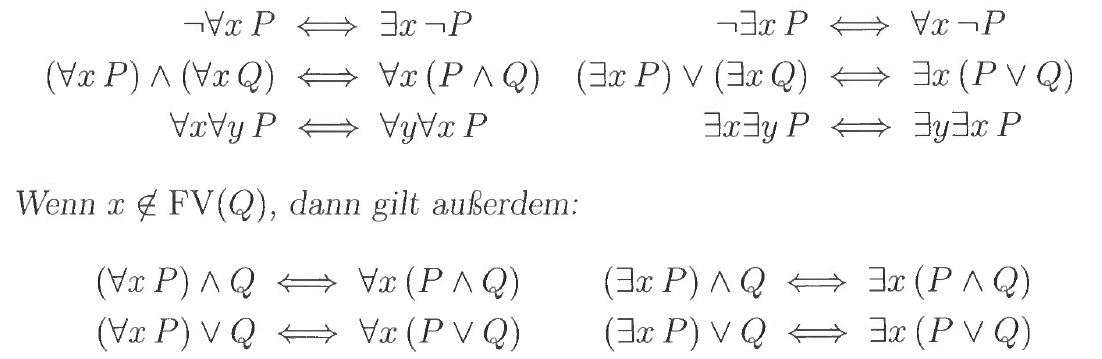 ¬∀x P ⟺ ∃x ¬P ¬∃x P ⟺ ∀x ¬P
(∀x P) ∧ (∀x Q) ⟺ ∀x (P ∧ Q) (∃x P) ∨ (∃x Q) ⟺ ∃x (P ∨ Q)
∀x∀y P ⟺ ∀y∀x P ∃x∃y P ⟺ ∃y∃x P
Wenn x ∉ FV(Q), dann gilt außerdem:
(∀x P) ∧ Q ⟺ ∀x (P ∧ Q) (∃x P) ∧ Q ⟺ ∃x (P ∧ Q)
(∀x P) ∨ Q ⟺ ∀x (P ∨ Q) (∃x P) ∨ Q ⟺ ∃x (P ∨ Q)